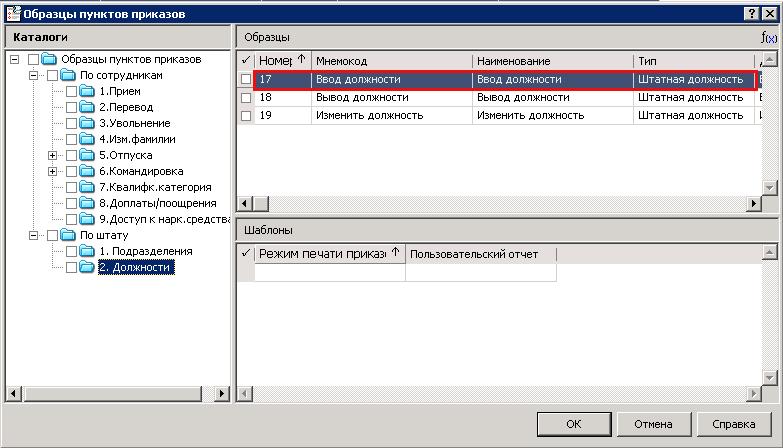 Образцы пунктов приказов
Каталоги
Образцы пунктов приказов
По сотрудникам
1.Прием
2.Перевод
3.Увольнение
4.Изм.фамилии
5.Отпуска
6.Командировка
7.Квалифк.категория
8.Доплаты/поощрения
9.Доступ к нарк.средства
По штату
1. Подразделения
2. Должности
Образцы f(x)
Номер Мнемокод Наименование Тип
17 Ввод должности Ввод должности Штатная должность
18 Вывод должности Вывод должности Штатная должность
19 Изменить должность Изменить должность Штатная должность
Шаблоны
Режим печати приказ Пользовательский отчет
OK Отмена Справка